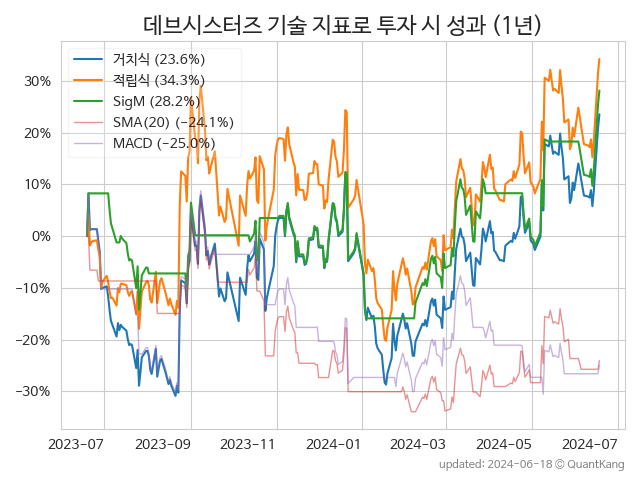 데브시스터즈 기술 지표로 투자 시 성과 (1년)
거치식 (23.6%)
적립식 (34.3%)
SigM (28.2%)
SMA(20) (−24.1%)
MACD (−25.0%)
30%
20%
10%
0%
−10%
−20%
−30%
2023-07 2023-09 2023-11 2024-01 2024-03 2024-05 2024-07
updated: 2024-06-18 ⓒ QuantKang